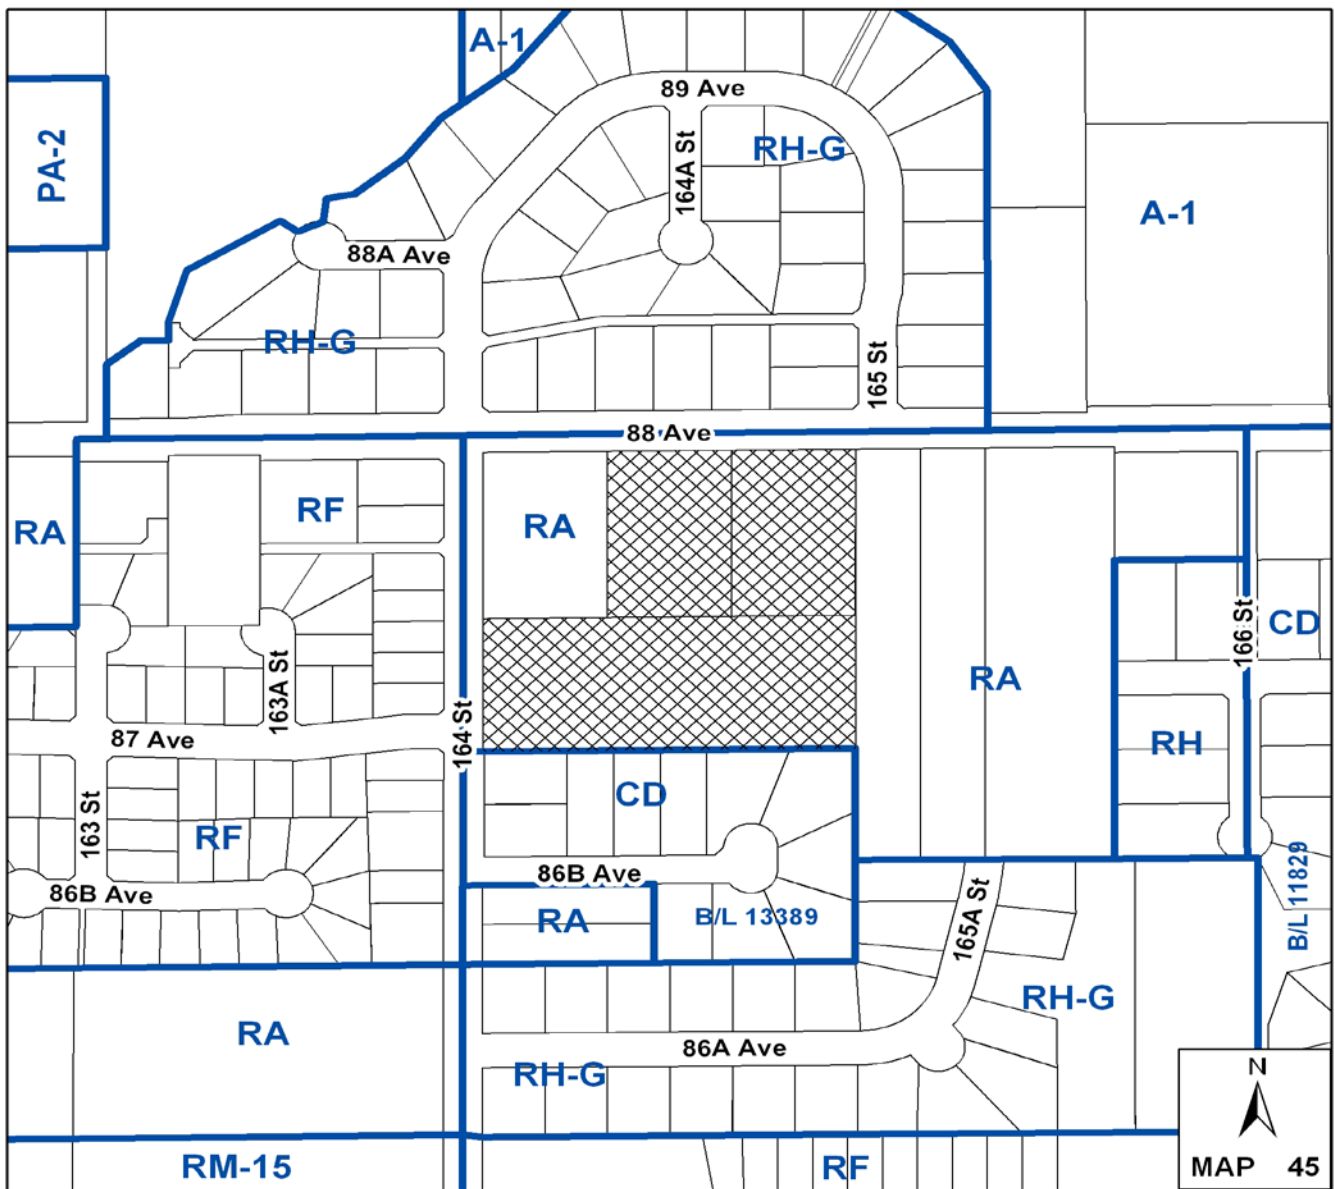 A-1
89 Ave
PA-2
164A St
RH-G
A-1
88A Ave
RH-G
165 St
88 Ave
RA
RF
RA
166 St
CD
163A St
RA
164 St
87 Ave
RH
CD
163 St
RF
86B Ave
86B Ave
RA
B/L 13389
165A St
B/L 11829
RH-G
RA
86A Ave
RH-G
N
RM-15
RF
MAP 45